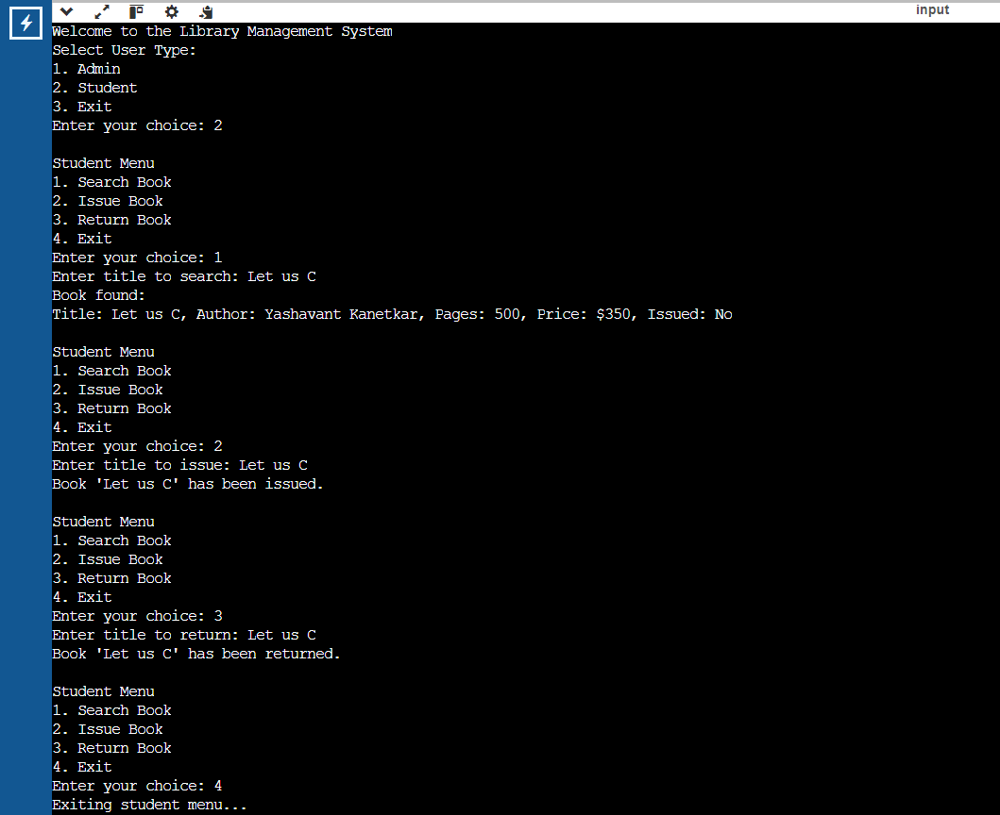 input
Welcome to the Library Management System
Select User Type:
1. Admin
2. Student
3. Exit
Enter your choice: 2
Student Menu
1. Search Book
2. Issue Book
3. Return Book
4. Exit
Enter your choice: 1
Enter title to search: Let us C
Book found:
Title: Let us C, Author: Yashavant Kanetkar, Pages: 500, Price: $350, Issued: No
Student Menu
1. Search Book
2. Issue Book
3. Return Book
4. Exit
Enter your choice: 2
Enter title to issue: Let us C
Book 'Let us C' has been issued.
Student Menu
1. Search Book
2. Issue Book
3. Return Book
4. Exit
Enter your choice: 3
Enter title to return: Let us C
Book 'Let us C' has been returned.
Student Menu
1. Search Book
2. Issue Book
3. Return Book
4. Exit
Enter your choice: 4
Exiting student menu...